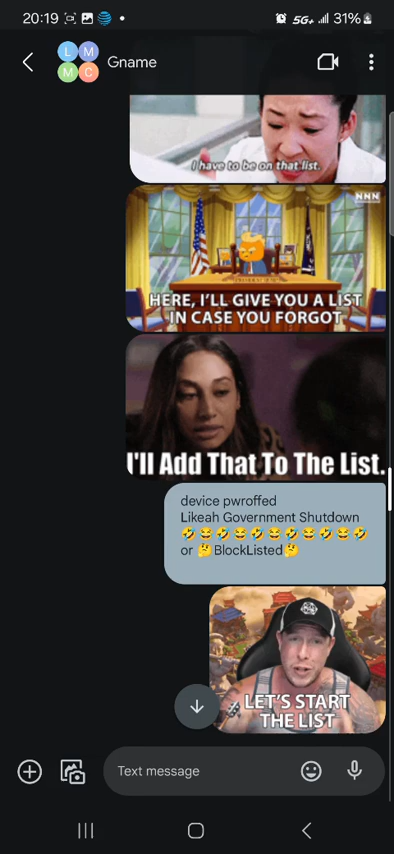 20:19
5G+ 31%
L M
M C
Gname
I have to be on that list.
NNN
HERE, I'LL GIVE YOU A LIST
IN CASE YOU FORGOT
I'll Add That To The List.
device pwroffed
Likeah Government Shutdown
🤣😂🤣😂🤣😂🤣😂🤣😂🤣
or 🤔BlockListed🤔
LET'S START
THE LIST
Text message